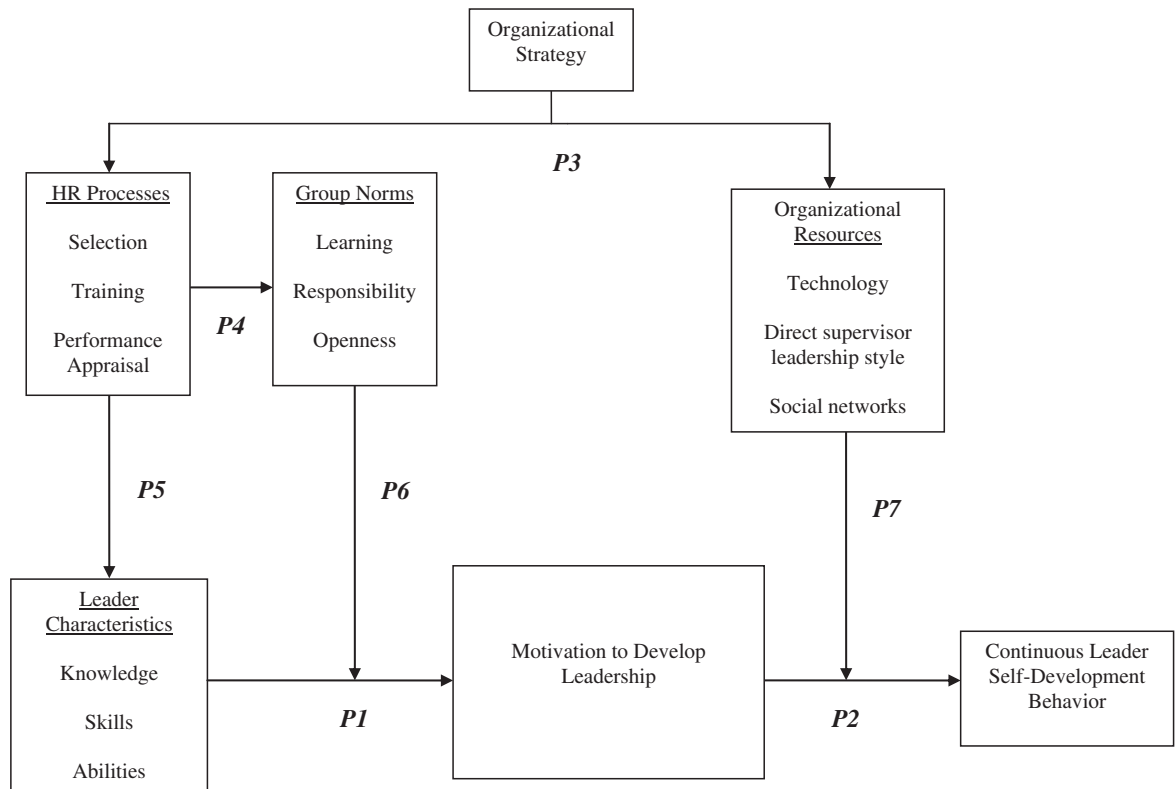 Organizational
Strategy
P3
HR Processes
Selection
Training
Performance
Appraisal
P4
Group Norms
Learning
Responsibility
Openness
Organizational
Resources
Technology
Direct supervisor
leadership style
Social networks
P5
P6
P7
Leader
Characteristics
Knowledge
Skills
Abilities
P1
Motivation to Develop
Leadership
P2
Continuous Leader
Self-Development
Behavior